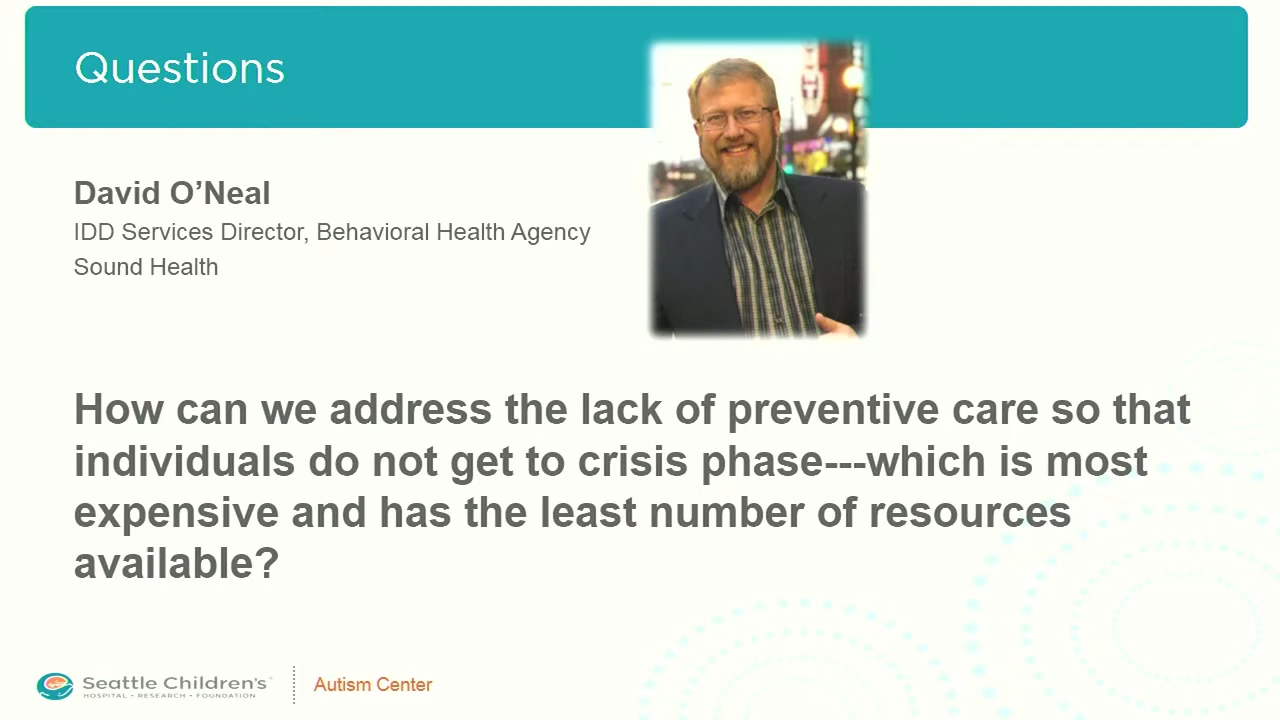 Questions
David O’Neal
IDD Services Director, Behavioral Health Agency
Sound Health
How can we address the lack of preventive care so that
individuals do not get to crisis phase---which is most
expensive and has the least number of resources
available?
Seattle Children's
HOSPITAL • RESEARCH • FOUNDATION
Autism Center